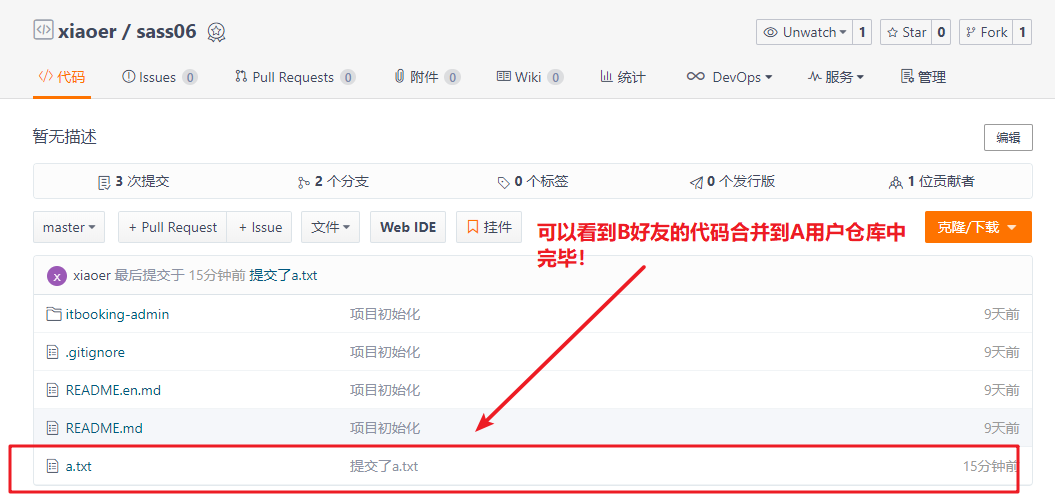 xiaoer / sass06
Unwatch 1 Star 0 Fork 1
代码 Issues 0 Pull Requests 0 附件 0 Wiki 0 统计 DevOps 服务 管理
暂无描述 编辑
3 次提交 2 个分支 0 个标签 0 个发行版 1 位贡献者
master + Pull Request + Issue 文件 Web IDE 挂件 克隆/下载
可以看到B好友的代码合并到A用户仓库中
完毕!
x xiaoer 最后提交于 15分钟前 提交了a.txt
itbooking-admin 项目初始化 9天前
.gitignore 项目初始化 9天前
README.en.md 项目初始化 9天前
README.md 项目初始化 9天前
a.txt 提交了a.txt 15分钟前